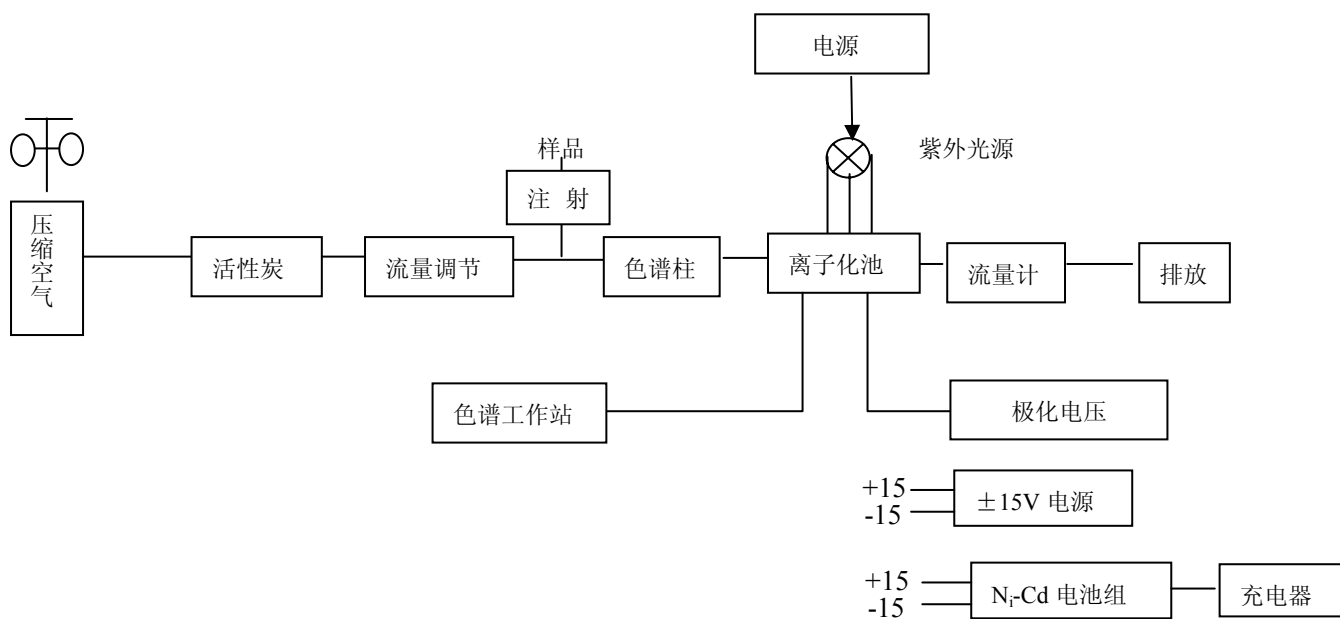 电源
样品
紫外光源
注 射
压缩空气
活性炭
流量调节
色谱柱
离子化池
流量计
排放
色谱工作站
极化电压
+15
-15
±15V 电源
+15
-15
Ni-Cd 电池组
充电器